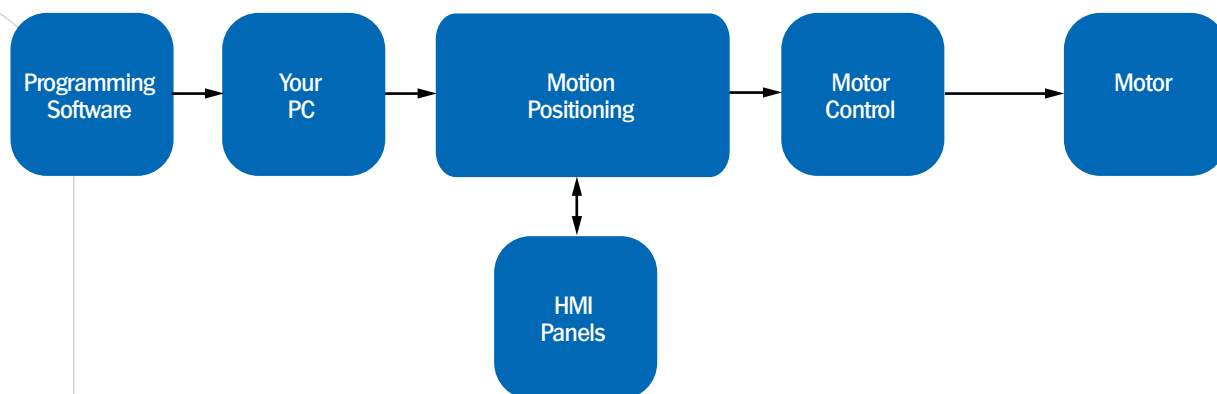 Programming
Software
Your
PC
Motion
Positioning
Motor
Control
Motor
HMI
Panels